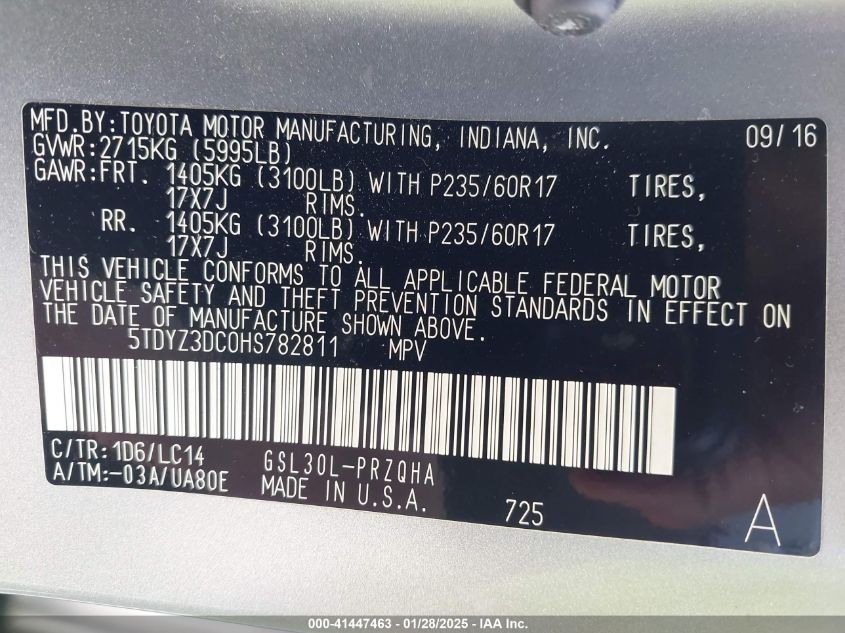 MFD.BY:TOYOTA MOTOR MANUFACTURING, INDIANA, INC. 09/16
GVWR:2715KG (5995LB)
GAWR:FRT. 1405KG (3100LB) WITH P235/60R17 TIRES,
17X7J RIMS.
RR. 1405KG (3100LB) WITH P235/60R17 TIRES,
17X7J RIMS.
THIS VEHICLE CONFORMS TO ALL APPLICABLE FEDERAL MOTOR
VEHICLE SAFETY AND THEFT PREVENTION STANDARDS IN EFFECT ON
THE DATE OF MANUFACTURE SHOWN ABOVE.
5TDYZ3DC0HS782811 MPV
C/TR:1D6/LC14 GSL30L-PRZQHA
A/TM:-03A/UA80E MADE IN U.S.A. 725 A
000-41447463 - 01/28/2025 - IAA Inc.